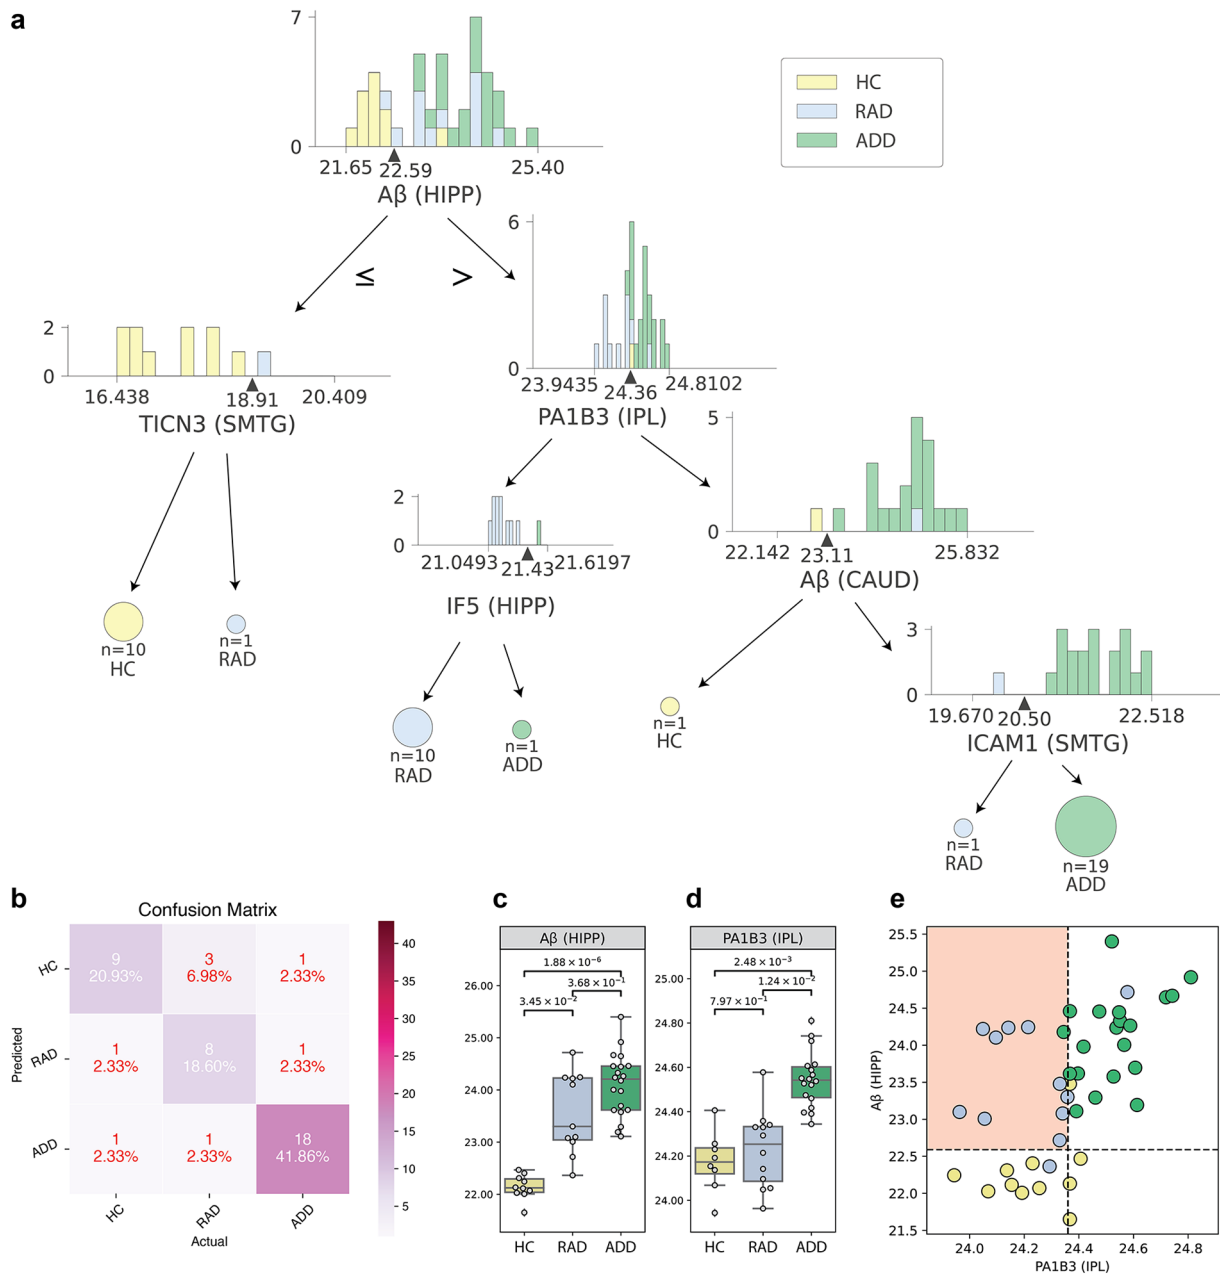 a
7
0
21.65 22.59 25.40
Aβ (HIPP)
HC
RAD
ADD
≤ >
6
0
23.9435 24.36 24.8102
PA1B3 (IPL)
2
0
16.438 18.91 20.409
TICN3 (SMTG)
5
0
22.142 23.11 25.832
Aβ (CAUD)
2
0
21.0493 21.43 21.6197
IF5 (HIPP)
n=10
HC
n=1
RAD
3
0
19.670 20.50 22.518
ICAM1 (SMTG)
n=10
RAD
n=1
ADD
n=1
HC
n=1
RAD
n=19
ADD
b
Confusion Matrix
Predicted
HC
RAD
ADD
9
20.93%
3
6.98%
1
2.33%
1
2.33%
8
18.60%
1
2.33%
1
2.33%
1
2.33%
18
41.86%
HC RAD ADD
Actual
40
35
30
25
20
15
10
5
c
Aβ (HIPP)
1.88 × 10⁻⁶
3.68 × 10⁻¹
3.45 × 10⁻²
26.00
25.00
24.00
23.00
22.00
HC RAD ADD
d
PA1B3 (IPL)
2.48 × 10⁻³
1.24 × 10⁻²
7.97 × 10⁻¹
25.00
24.80
24.60
24.40
24.20
24.00
HC RAD ADD
e
Aβ (HIPP)
25.5
25.0
24.5
24.0
23.5
23.0
22.5
22.0
21.5
24.0 24.2 24.4 24.6 24.8
PA1B3 (IPL)